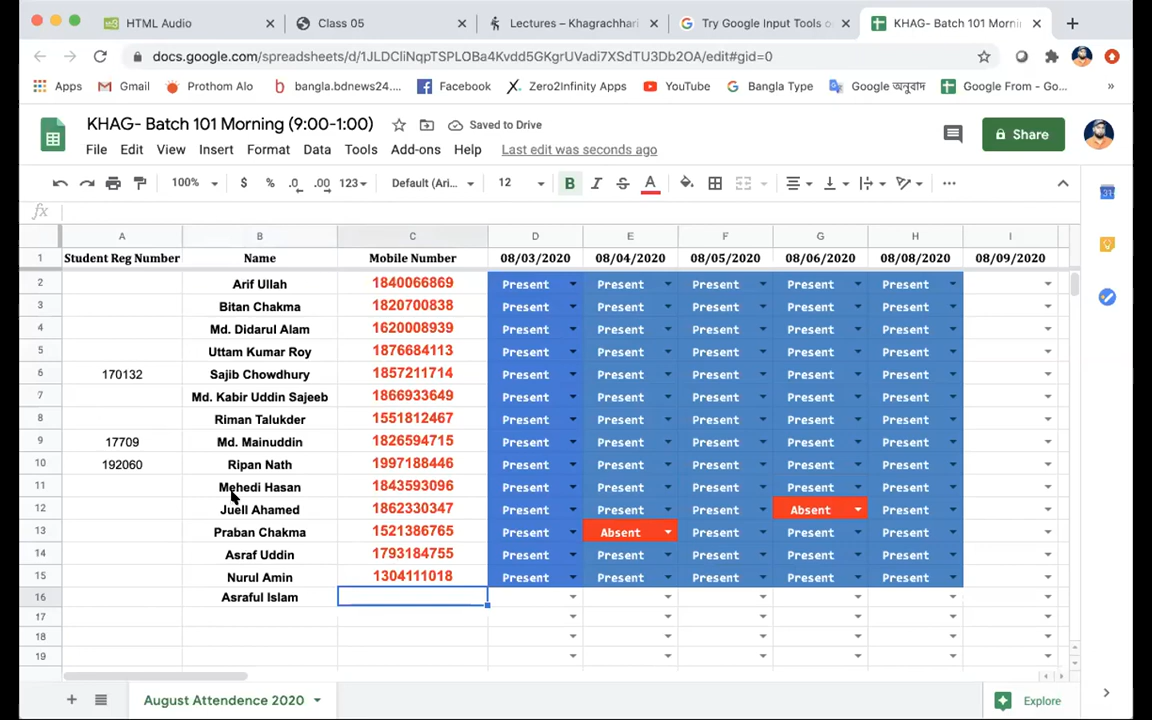 HTML Audio × Class 05 × Lectures – Khagrachhari × Try Google Input Tools o × KHAG- Batch 101 Morni × +
docs.google.com/spreadsheets/d/1JLDCliNqpTSPLOBa4Kvdd5GKgrUVadi7XSdTU3Db2OA/edit#gid=0
Apps Gmail Prothom Alo bangla.bdnews24.... Facebook Zero2Infinity Apps YouTube Bangla Type Google অনুবাদ Google From - Go... »
KHAG- Batch 101 Morning (9:00-1:00) Saved to Drive Share
File Edit View Insert Format Data Tools Add-ons Help Last edit was seconds ago
100% $ % .0 .00 123 Default (Ari... 12 B I S A
fx
A B C D E F G H I
1 Student Reg Number Name Mobile Number 08/03/2020 08/04/2020 08/05/2020 08/06/2020 08/08/2020 08/09/2020
2 Arif Ullah 1840066869 Present Present Present Present Present
3 Bitan Chakma 1820700838 Present Present Present Present Present
4 Md. Didarul Alam 1620008939 Present Present Present Present Present
5 Uttam Kumar Roy 1876684113 Present Present Present Present Present
6 170132 Sajib Chowdhury 1857211714 Present Present Present Present Present
7 Md. Kabir Uddin Sajeeb 1866933649 Present Present Present Present Present
8 Riman Talukder 1551812467 Present Present Present Present Present
9 17709 Md. Mainuddin 1826594715 Present Present Present Present Present
10 192060 Ripan Nath 1997188446 Present Present Present Present Present
11 Mehedi Hasan 1843593096 Present Present Present Present Present
12 Juell Ahamed 1862330347 Present Present Present Absent Present
13 Praban Chakma 1521386765 Present Absent Present Present Present
14 Asraf Uddin 1793184755 Present Present Present Present Present
15 Nurul Amin 1304111018 Present Present Present Present Present
16 Asraful Islam
17
18
19
August Attendence 2020 Explore